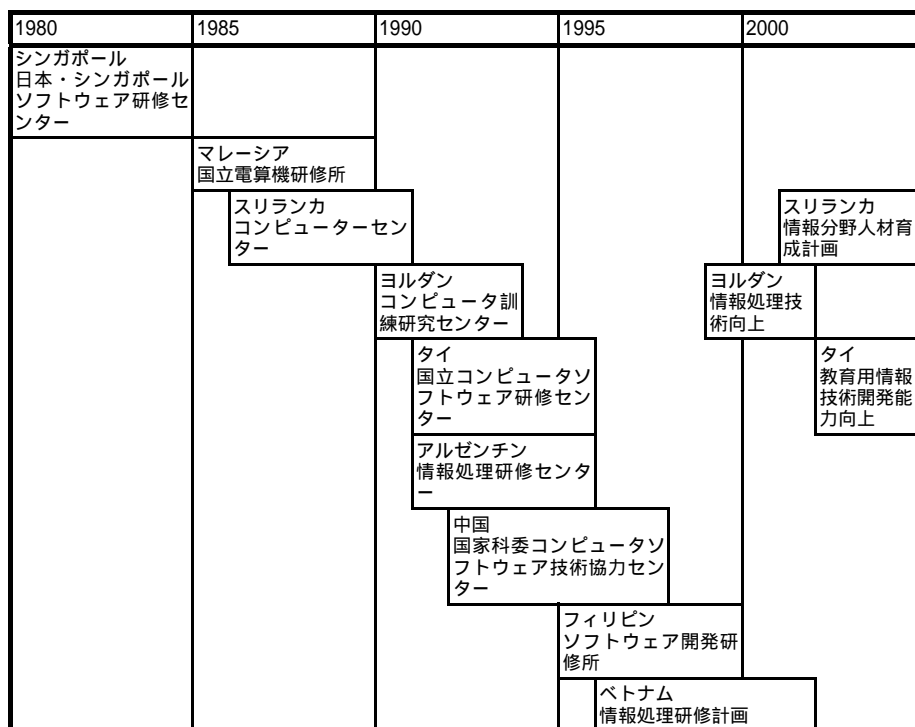 1980 1985 1990 1995 2000
シンガポール
日本・シンガポール
ソフトウェア研修セ
ンター
マレーシア
国立電算機研修所
スリランカ
コンピューターセン
ター
スリランカ
情報分野人材育
成計画
ヨルダン
コンピュータ訓
練研究センター
ヨルダン
情報処理技
術向上
タイ
国立コンピュータソ
フトウェア研修セン
ター
タイ
教育用情報
技術開発能
力向上
アルゼンチン
情報処理研修センタ
ー
中国
国家科委コンピュータソ
フトウェア技術協力セン
ター
フィリピン
ソフトウェア開発研
修所
ベトナム
情報処理研修計画